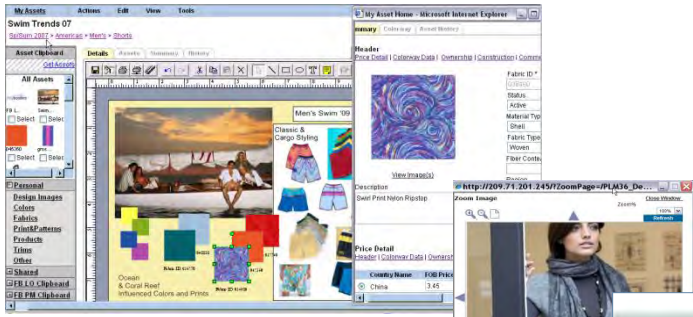 My Assets Actions Edit View Tools
Swim Trends 07
Sp/Sum 2007 > Americas > Men's > Shorts
Asset Clipboard
Get Assets
All Assets
Select Select
Select Select
Personal
Design Images
Colors
Fabrics
Print&Patterns
Products
Trims
Other
Shared
FB LO Clipboard
FB PM Clipboard
Details Assets Summary History
Men's Swim '09
Classic &
Cargo Styling
Ocean
& Coral Reef
Influenced Colors and Prints
My Asset Home - Microsoft Internet Explorer
Summary Colorway Asset History
Header
Price Detail | Colorway Data | Ownership | Construction |
Fabric ID *
Status
Active
Material Typ
Shell
Fabric Type
Woven
Fiber Conte
View Image(s)
Description
Swirl Print Nylon Ripstop
Price Detail
Header | Colorway Data |
Country Name FOB Price
China 3.45
http://209.71.201.245/?ZoomPage=/PLM36_De...
Zoom Image
Close Window
Zoom%
100%
Refresh